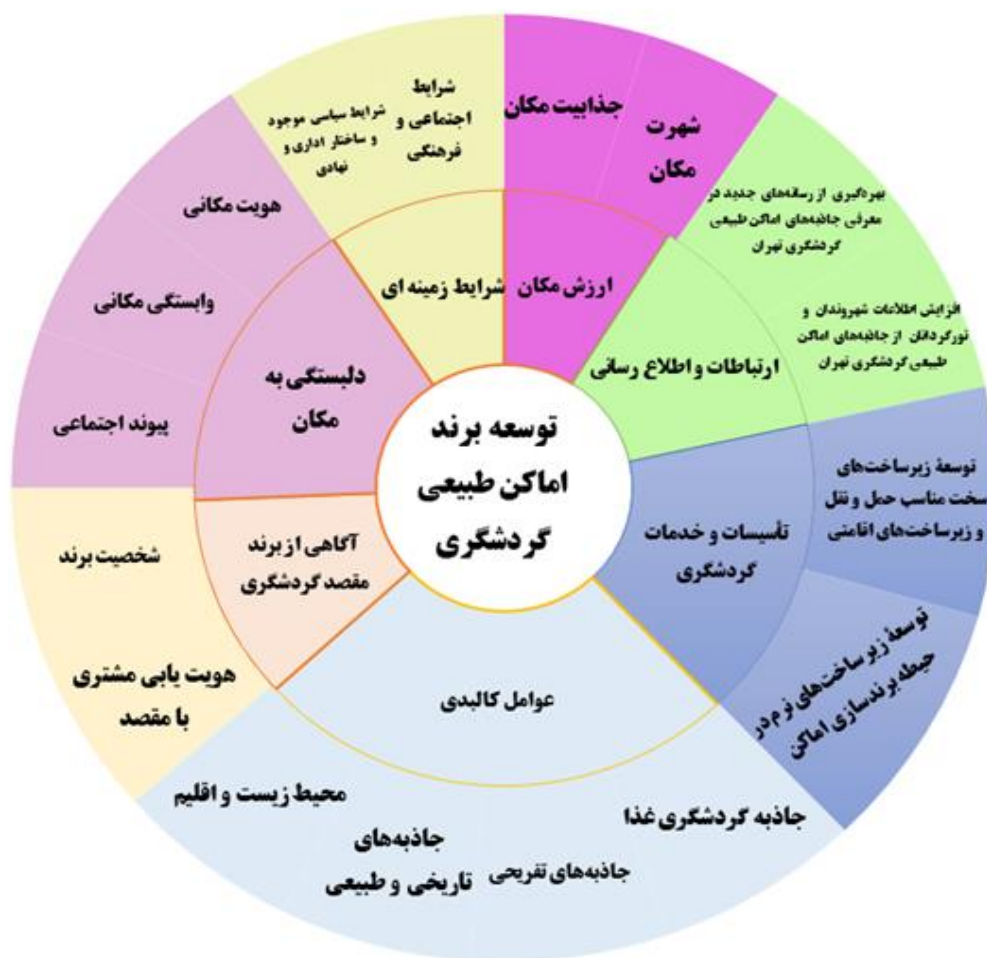 توسعه برند
اماکن طبیعی
گردشگری
ارزش مکان
جذابیت مکان
شهرت
مکان
ارتباطات و اطلاع رسانی
بهره‌گیری از رسانه‌های جدید در
معرفی جاذبه‌های اماکن طبیعی
گردشگری تهران
افزایش اطلاعات شهروندان و
تورگردانان از جاذبه‌های اماکن
طبیعی گردشگری تهران
تأسیسات و خدمات
گردشگری
توسعۀ زیرساخت‌های
سخت مناسب حمل و نقل
و زیرساخت‌های اقامتی
توسعۀ زیرساخت‌های نرم در
حیطه برندسازی اماکن
عوامل کالبدی
جاذبه گردشگری غذا
جاذبه‌های تفریحی
جاذبه‌های
تاریخی و طبیعی
محیط زیست و اقلیم
آگاهی از برند
مقصد گردشگری
هویت یابی مشتری
با مقصد
شخصیت برند
دلبستگی به
مکان
پیوند اجتماعی
وابستگی مکانی
هویت مکانی
شرایط زمینه ای
شرایط سیاسی موجود
و ساختار اداری و
نهادی
شرایط
اجتماعی و
فرهنگی